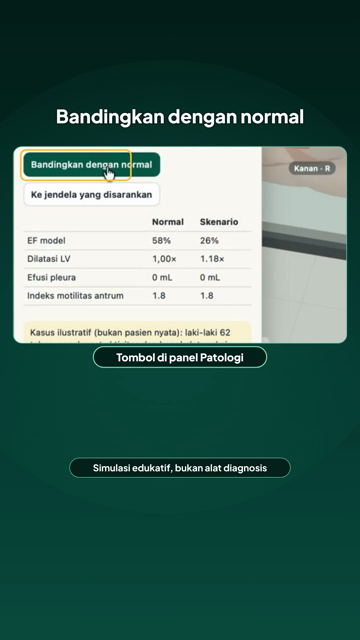 Bandingkan dengan normal
Bandingkan dengan normal
Kanan · R
Ke jendela yang disarankan
Normal Skenario
EF model 58% 26%
Dilatasi LV 1,00× 1.18×
Efusi pleura 0 mL 0 mL
Indeks motilitas antrum 1.8 1.8
Kasus ilustratif (bukan pasien nyata): laki-laki 62
Tombol di panel Patologi
Simulasi edukatif, bukan alat diagnosis